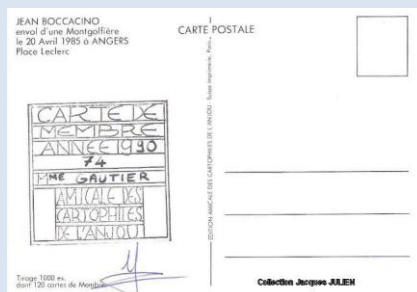 JEAN BOCCACINO
envol d'une Montgolfière
le 20 Avril 1985 à ANGERS
Place Leclerc
CARTE POSTALE
EDITION AMICALE DES CARTOPHILES DE L'ANJOU
CARTE DE
MEMBRE
ANNEE 1990
74
MME GAUTIER
AMICALE DES
CARTOPHILES
DE L'ANJOU
Tirage 1000 ex.
dont 120 cartes de Membre
Collection Jacques JULIEN